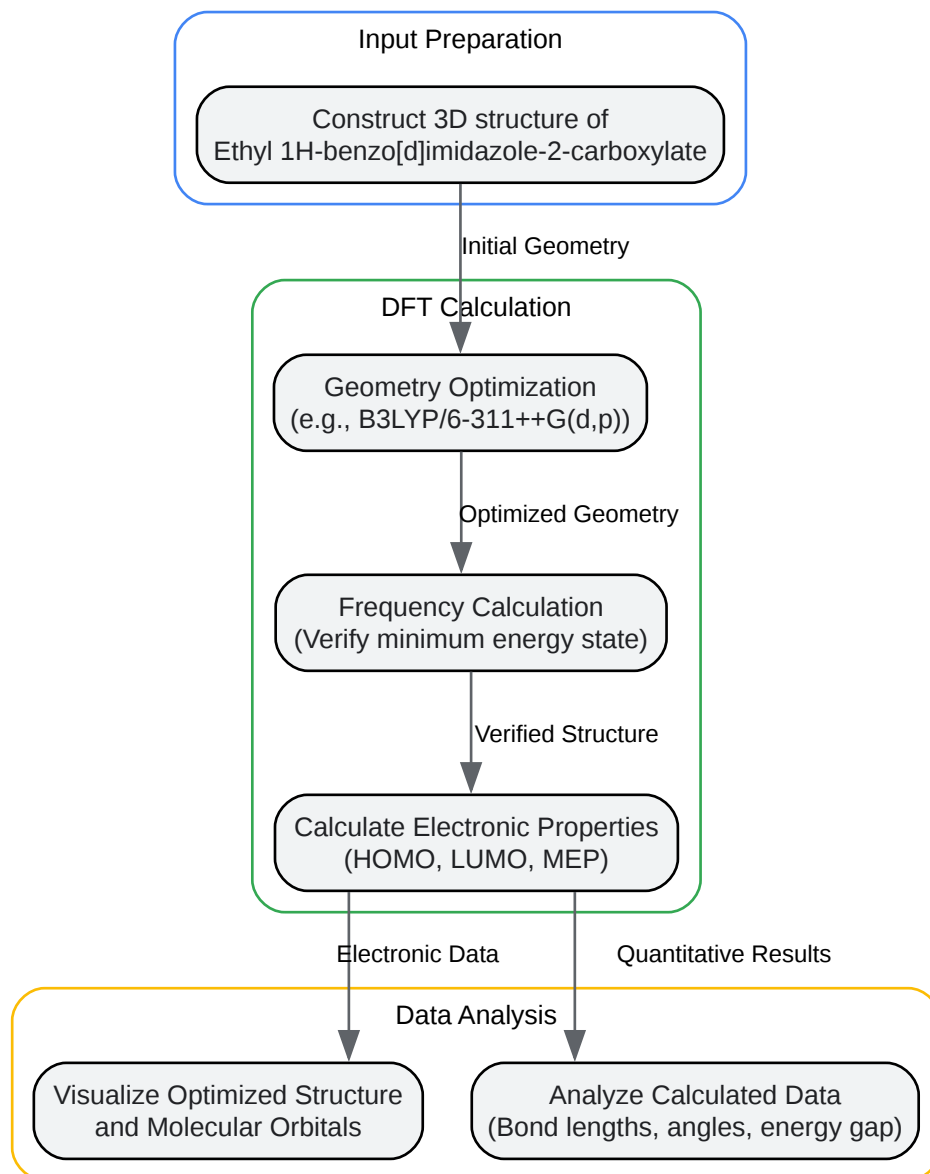 Input Preparation
Construct 3D structure of
Ethyl 1H-benzo[d]imidazole-2-carboxylate
Initial Geometry
DFT Calculation
Geometry Optimization
(e.g., B3LYP/6-311++G(d,p))
Optimized Geometry
Frequency Calculation
(Verify minimum energy state)
Verified Structure
Calculate Electronic Properties
(HOMO, LUMO, MEP)
Electronic Data
Quantitative Results
Data Analysis
Visualize Optimized Structure
and Molecular Orbitals
Analyze Calculated Data
(Bond lengths, angles, energy gap)